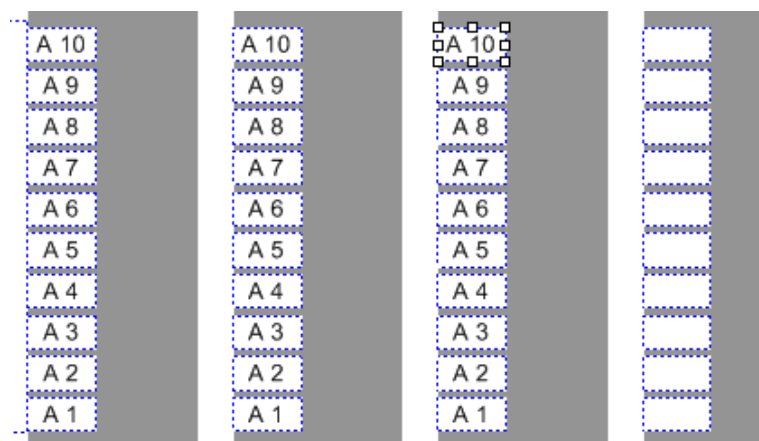 A 10 A 10 A 10
A 9 A 9 A 9
A 8 A 8 A 8
A 7 A 7 A 7
A 6 A 6 A 6
A 5 A 5 A 5
A 4 A 4 A 4
A 3 A 3 A 3
A 2 A 2 A 2
A 1 A 1 A 1